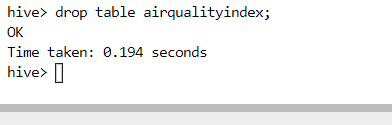 hive> drop table airqualityindex;
OK
Time taken: 0.194 seconds
hive>